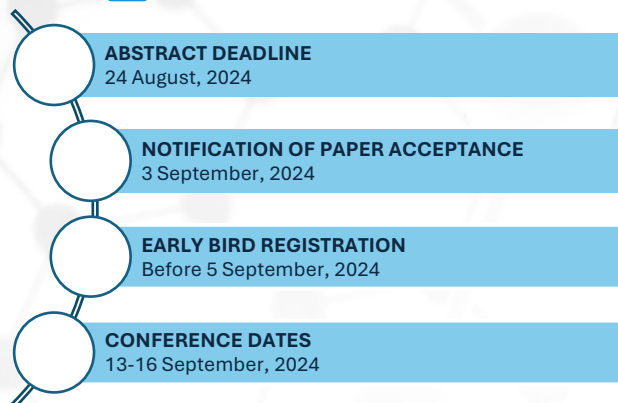 ABSTRACT DEADLINE
24 August, 2024
NOTIFICATION OF PAPER ACCEPTANCE
3 September, 2024
EARLY BIRD REGISTRATION
Before 5 September, 2024
CONFERENCE DATES
13-16 September, 2024